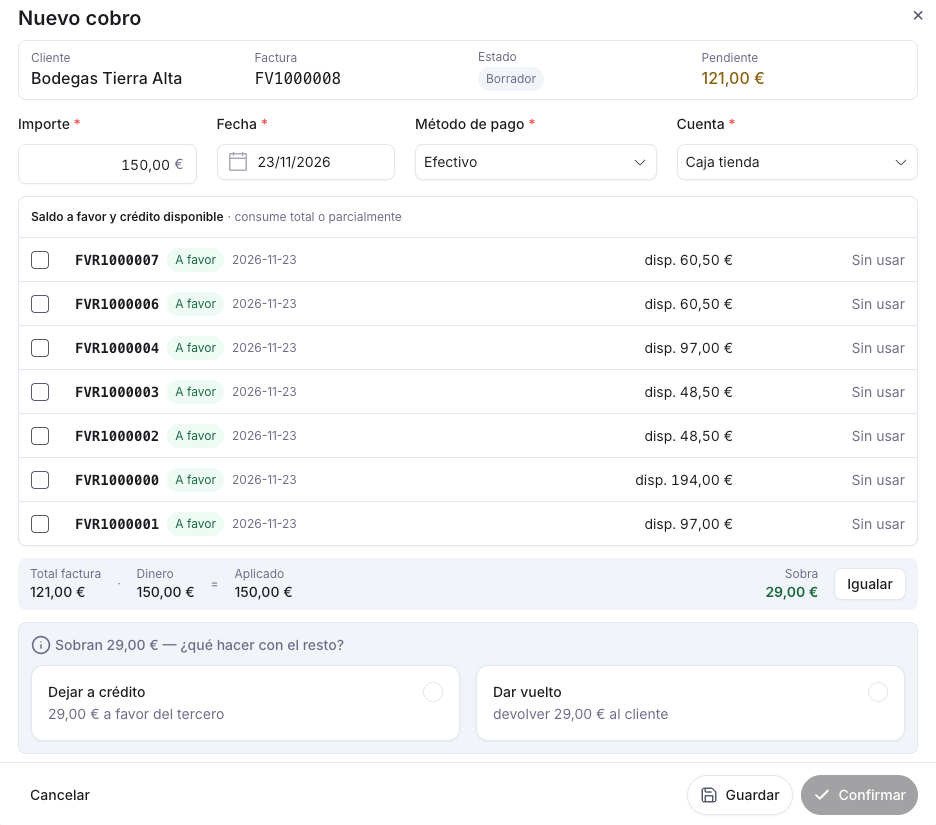 Nuevo cobro
Cliente
Bodegas Tierra Alta
Factura
FV1000008
Estado
Borrador
Pendiente
121,00 €
Importe *
150,00 €
Fecha *
23/11/2026
Método de pago *
Efectivo
Cuenta *
Caja tienda
Saldo a favor y crédito disponible · consume total o parcialmente
FVR1000007 A favor 2026-11-23 disp. 60,50 € Sin usar
FVR1000006 A favor 2026-11-23 disp. 60,50 € Sin usar
FVR1000004 A favor 2026-11-23 disp. 97,00 € Sin usar
FVR1000003 A favor 2026-11-23 disp. 48,50 € Sin usar
FVR1000002 A favor 2026-11-23 disp. 48,50 € Sin usar
FVR1000000 A favor 2026-11-23 disp. 194,00 € Sin usar
FVR1000001 A favor 2026-11-23 disp. 97,00 € Sin usar
Total factura
121,00 €
·
Dinero
150,00 €
=
Aplicado
150,00 €
Sobra
29,00 €
Igualar
Sobran 29,00 € — ¿qué hacer con el resto?
Dejar a crédito
29,00 € a favor del tercero
Dar vuelto
devolver 29,00 € al cliente
Cancelar
Guardar
Confirmar